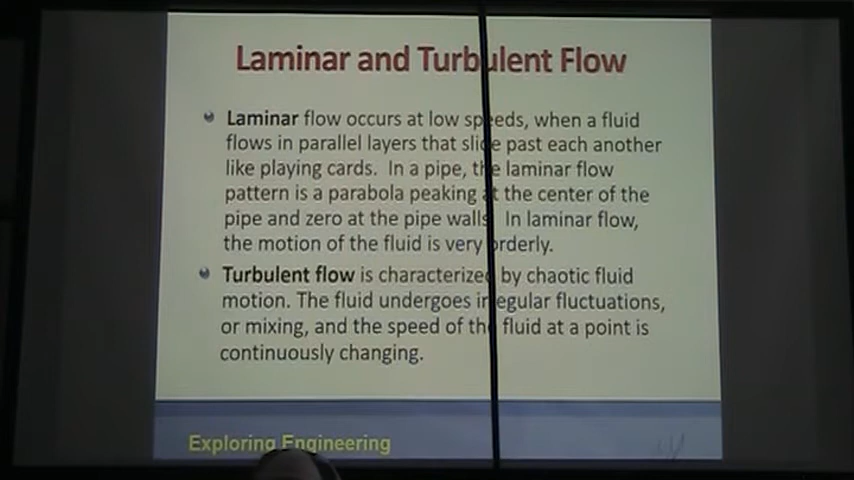 Laminar and Turbulent Flow
Laminar flow occurs at low speeds, when a fluid
flows in parallel layers that slide past each another
like playing cards. In a pipe, the laminar flow
pattern is a parabola peaking at the center of the
pipe and zero at the pipe walls. In laminar flow,
the motion of the fluid is very orderly.
Turbulent flow is characterized by chaotic fluid
motion. The fluid undergoes irregular fluctuations,
or mixing, and the speed of the fluid at a point is
continuously changing.
Exploring Engineering